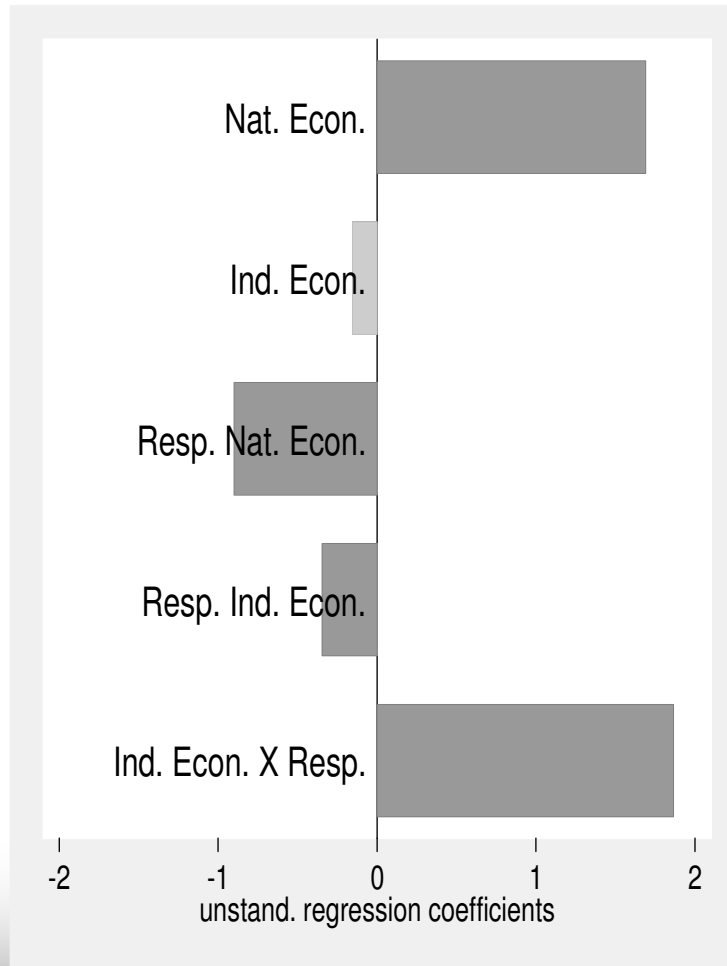 Nat. Econ.
Ind. Econ.
Resp. Nat. Econ.
Resp. Ind. Econ.
Ind. Econ. X Resp.
-2 -1 0 1 2
unstand. regression coefficients